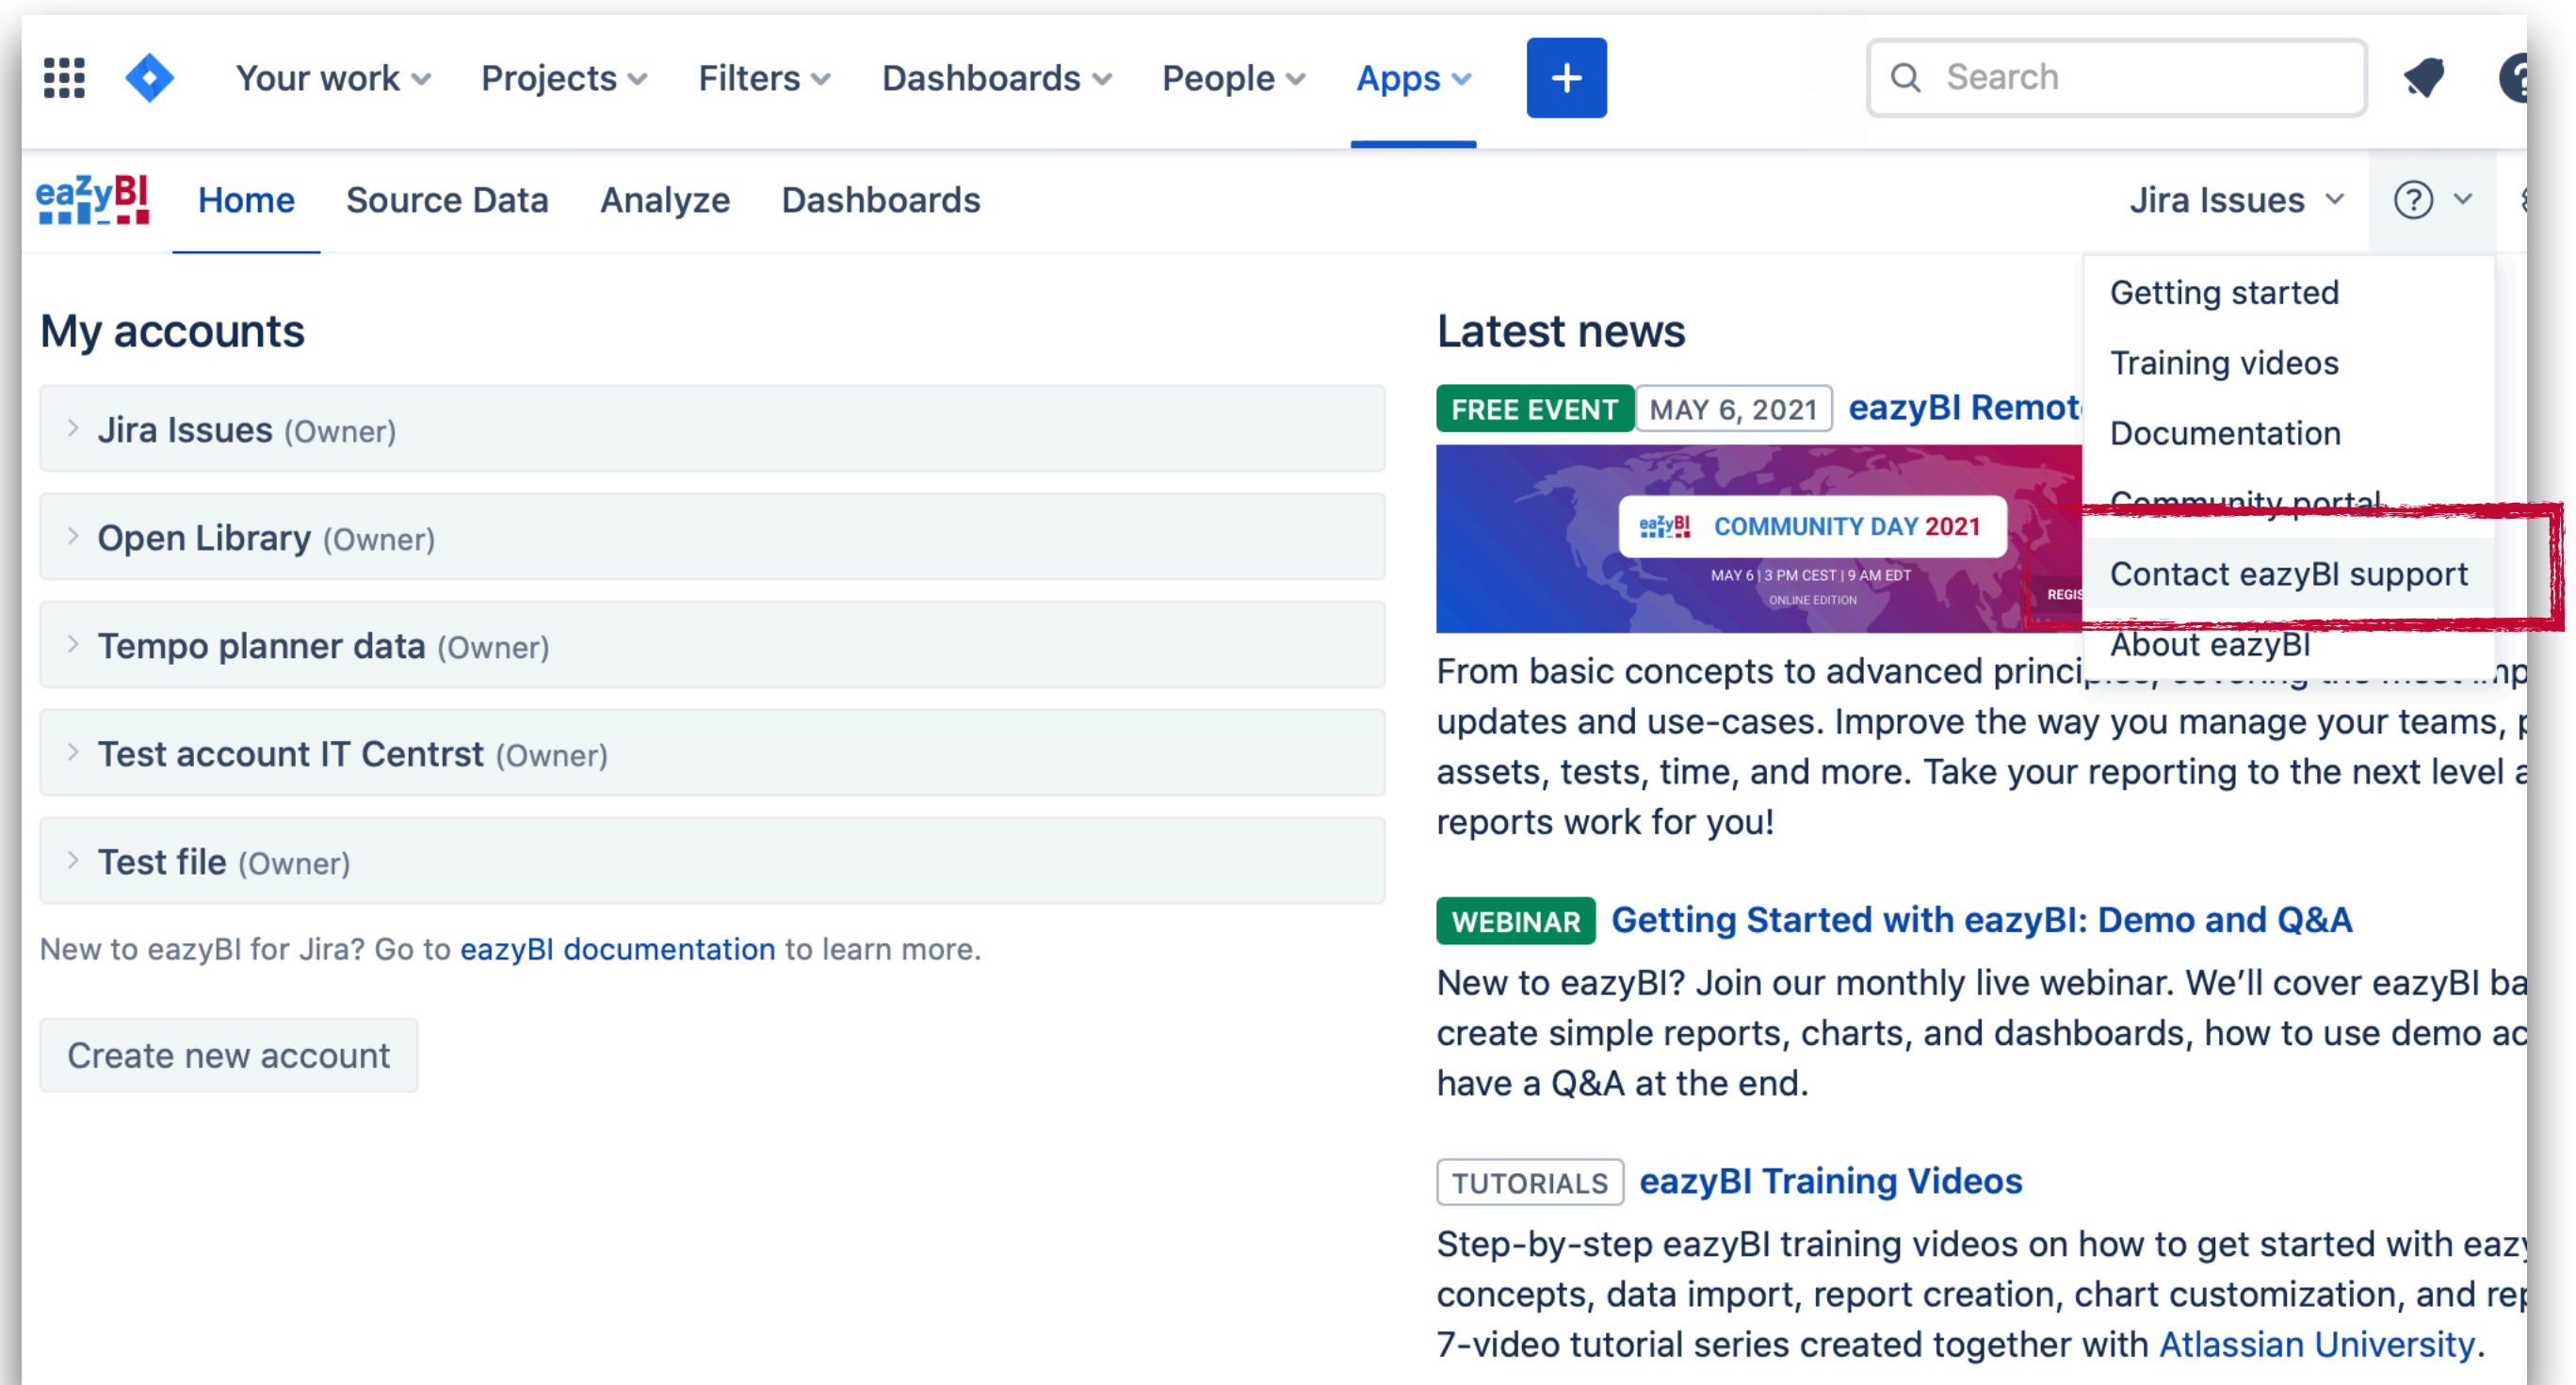 Your work Projects Filters Dashboards People Apps + Search
eazyBI Home Source Data Analyze Dashboards Jira Issues
Getting started
Training videos
Documentation
Community portal
Contact eazyBI support
About eazyBI
My accounts
Jira Issues (Owner)
Open Library (Owner)
Tempo planner data (Owner)
Test account IT Centrst (Owner)
Test file (Owner)
New to eazyBI for Jira? Go to eazyBI documentation to learn more.
Create new account
Latest news
FREE EVENT MAY 6, 2021 eazyBI
eazyBI COMMUNITY DAY 2021
MAY 6 | 3 PM CEST | 9 AM EDT
ONLINE EDITION
From basic concepts to advanced
updates and use-cases. Improve the way you manage your teams,
assets, tests, time, and more. Take your reporting to the next level
reports work for you!
WEBINAR Getting Started with eazyBI: Demo and Q&A
New to eazyBI? Join our monthly live webinar. We'll cover eazyBI
create simple reports, charts, and dashboards, how to use demo
have a Q&A at the end.
TUTORIALS eazyBI Training Videos
Step-by-step eazyBI training videos on how to get started with
concepts, data import, report creation, chart customization, and
7-video tutorial series created together with Atlassian University.